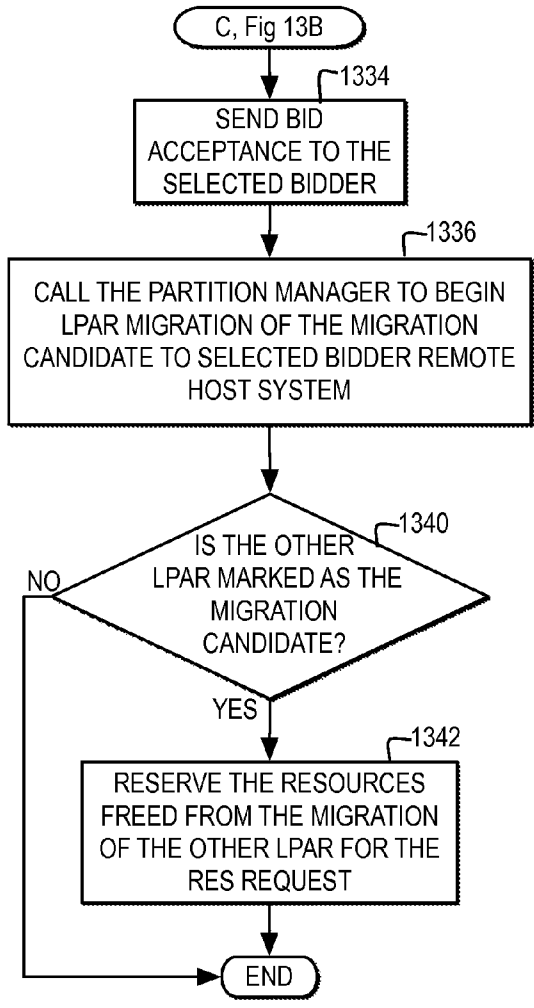 C, Fig 13B
1334
SEND BID
ACCEPTANCE TO THE
SELECTED BIDDER
1336
CALL THE PARTITION MANAGER TO BEGIN
LPAR MIGRATION OF THE MIGRATION
CANDIDATE TO SELECTED BIDDER REMOTE
HOST SYSTEM
1340
IS THE OTHER
LPAR MARKED AS THE
MIGRATION
CANDIDATE?
NO
YES
1342
RESERVE THE RESOURCES
FREED FROM THE MIGRATION
OF THE OTHER LPAR FOR THE
RES REQUEST
END